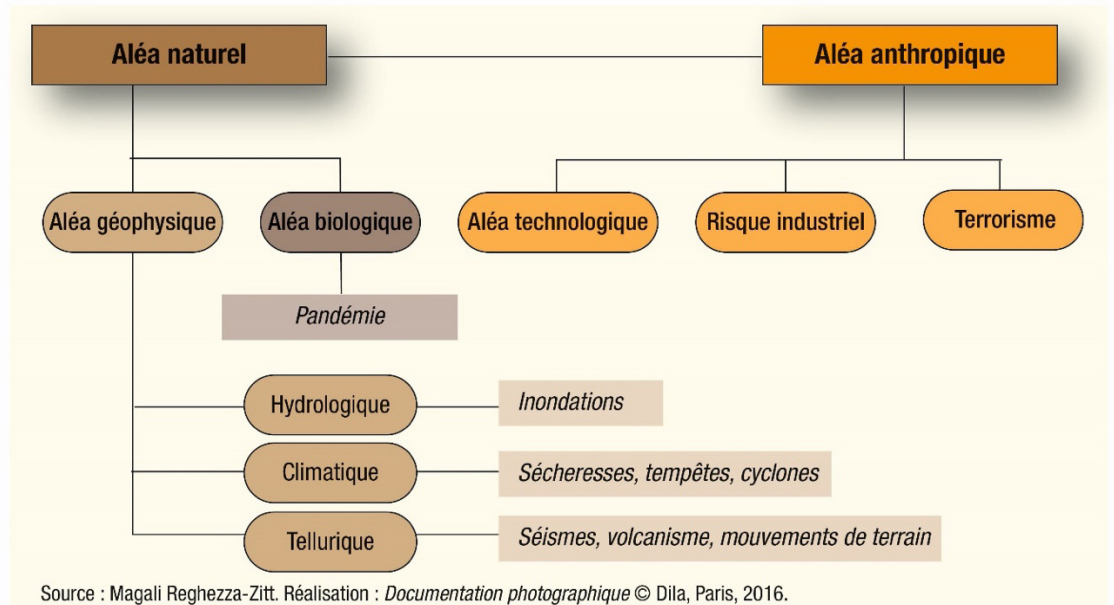 Aléa naturel
Aléa anthropique
Aléa géophysique
Aléa biologique
Aléa technologique
Risque industriel
Terrorisme
Pandémie
Hydrologique
Inondations
Climatique
Sécheresses, tempêtes, cyclones
Tellurique
Séismes, volcanisme, mouvements de terrain
Source : Magali Reghezza-Zitt. Réalisation : Documentation photographique © Dila, Paris, 2016.